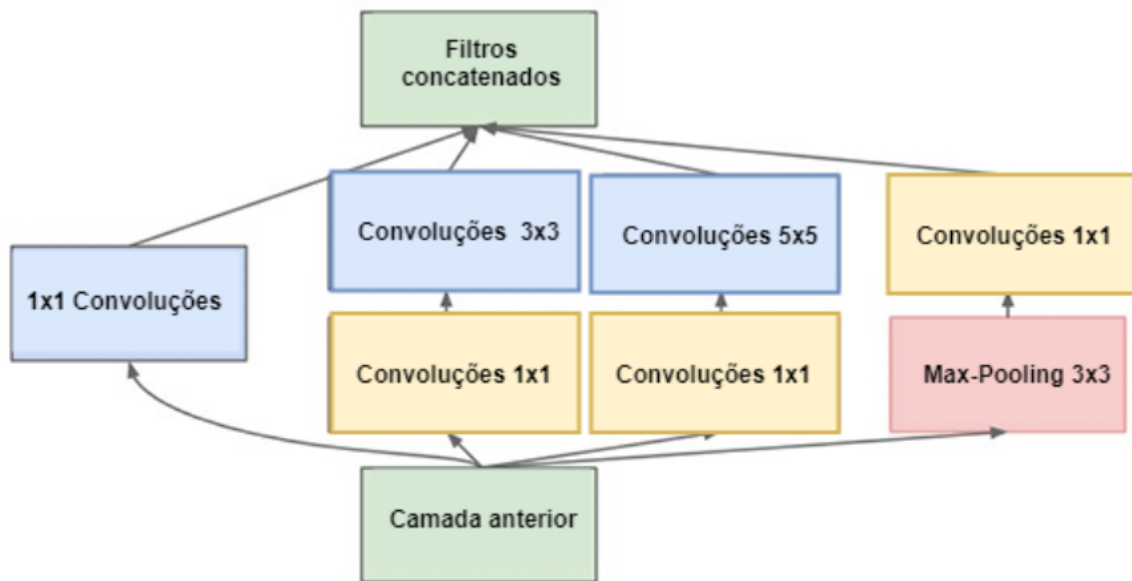 Filtros
concatenados
Convoluções 3x3
Convoluções 5x5
Convoluções 1x1
1x1 Convoluções
Convoluções 1x1
Convoluções 1x1
Max-Pooling 3x3
Camada anterior